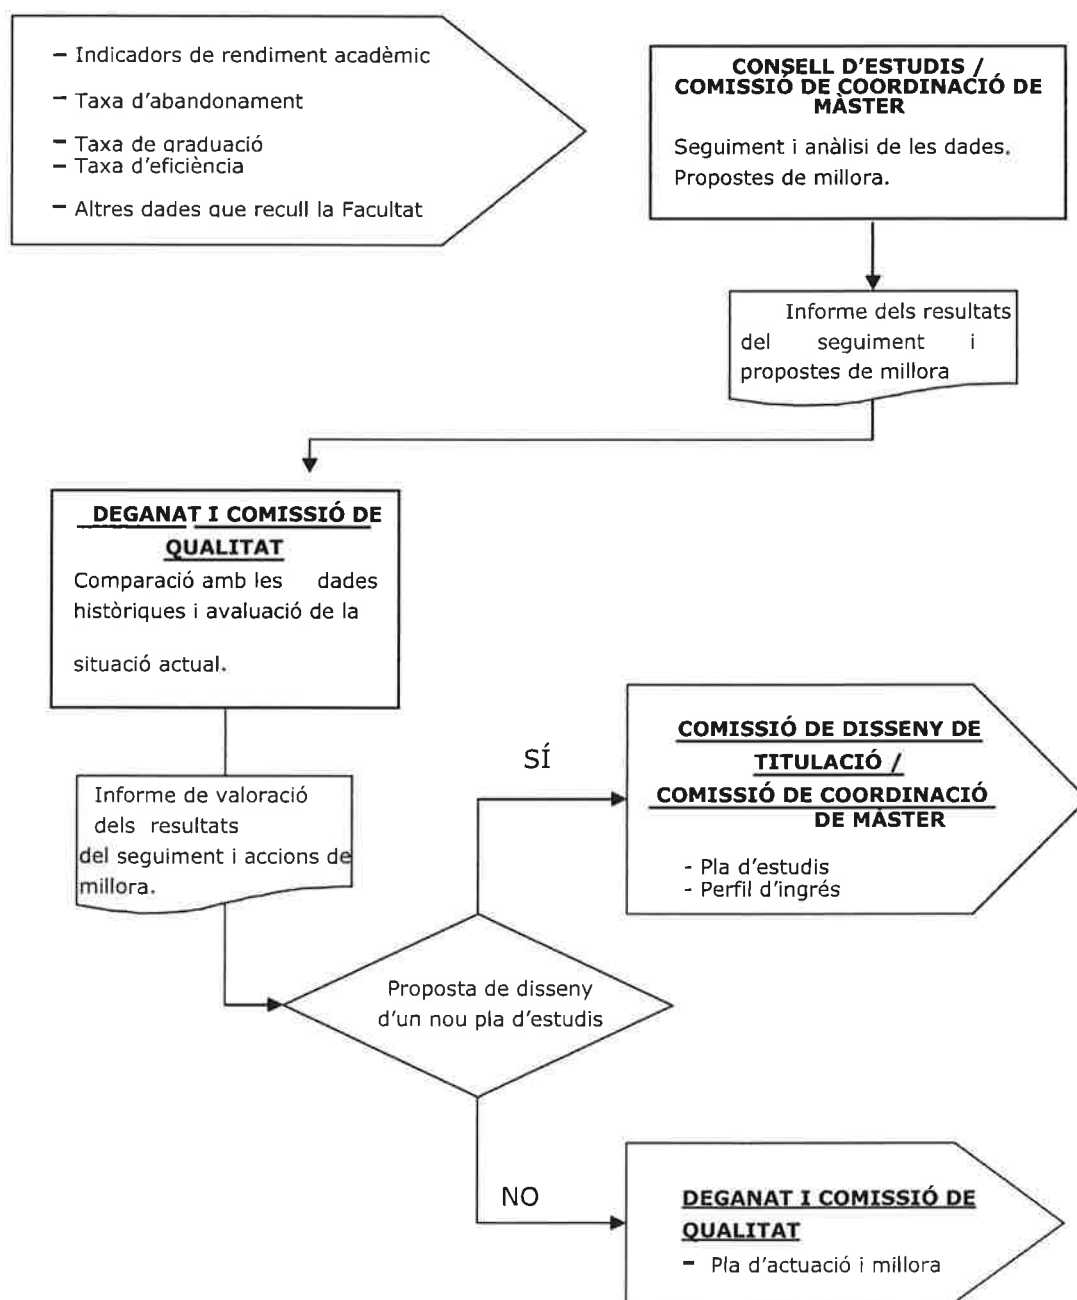 – Indicadors de rendiment acadèmic
– Taxa d'abandonament
– Taxa de graduació
– Taxa d'eficiència
– Altres dades que recull la Facultat
CONSELL D'ESTUDIS /
COMISSIÓ DE COORDINACIÓ DE
MÀSTER
Seguiment i anàlisi de les dades.
Propostes de millora.
Informe dels resultats
del seguiment i
propostes de millora
DEGANAT I COMISSIÓ DE
QUALITAT
Comparació amb les dades
històriques i avaluació de la
situació actual.
Informe de valoració
dels resultats
del seguiment i accions de
millora.
SÍ
COMISSIÓ DE DISSENY DE
TITULACIÓ /
COMISSIÓ DE COORDINACIÓ
DE MÀSTER
- Pla d'estudis
- Perfil d'ingrés
Proposta de disseny
d'un nou pla d'estudis
NO
DEGANAT I COMISSIÓ DE
QUALITAT
– Pla d'actuació i millora